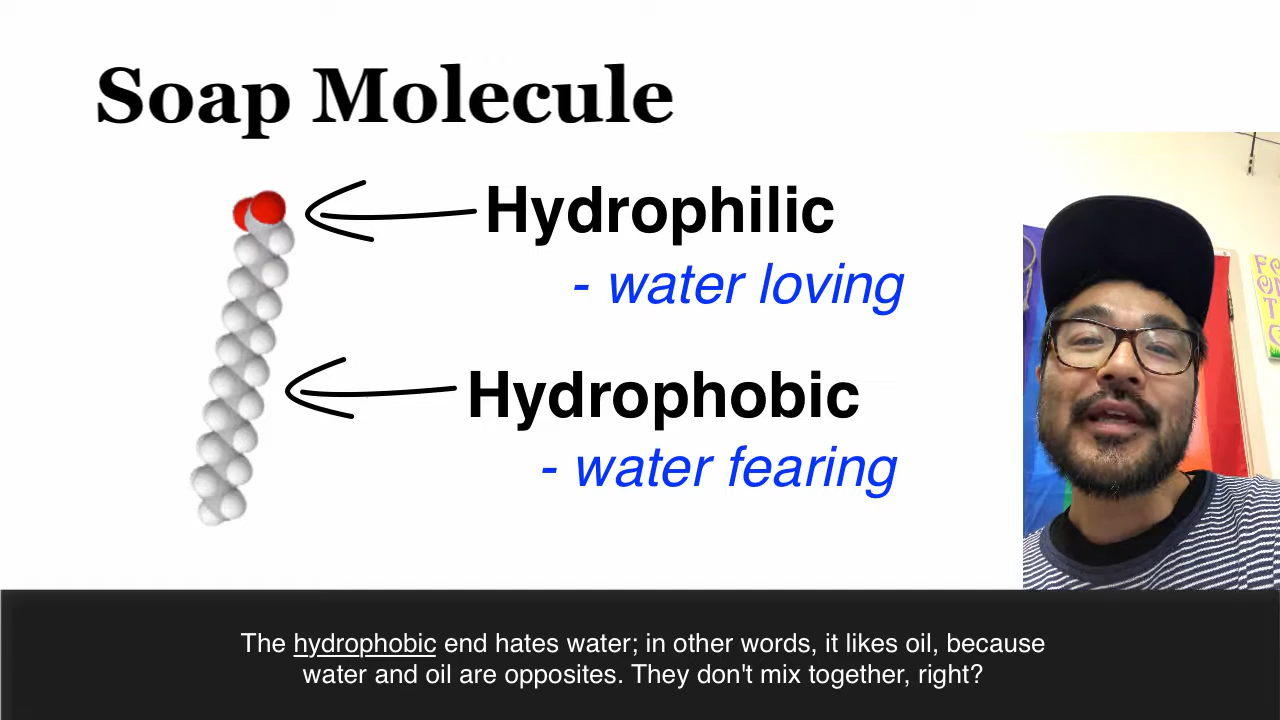 Soap Molecule
Hydrophilic
- water loving
Hydrophobic
- water fearing
The hydrophobic end hates water; in other words, it likes oil, because
water and oil are opposites. They don't mix together, right?